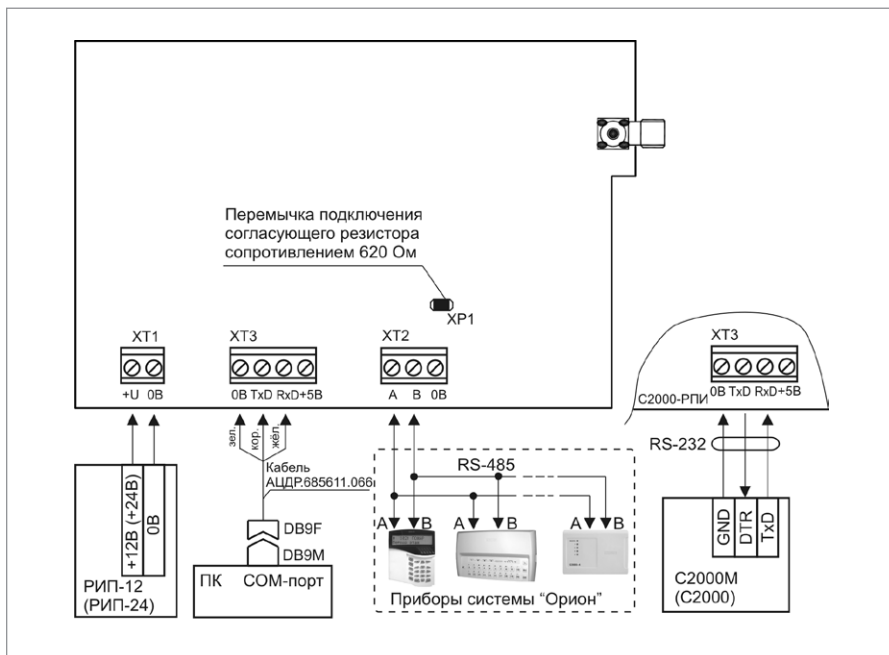 Перемычка подключения
согласующего резистора
сопротивлением 620 Ом
XP1
XT1
XT3
XT2
XT3
+U 0В
0В TxD RxD+5В
A B 0В
0В TxD RxD+5В
С2000-РПИ
зел.
кор.
жёл.
RS-485
RS-232
Кабель
АЦДР.685611.066
+12В (+24В)
0В
DB9F
DB9M
A B A B A B
GND
DTR
TxD
ПК COM-порт
РИП-12
(РИП-24)
Приборы системы “Орион”
С2000М
(С2000)